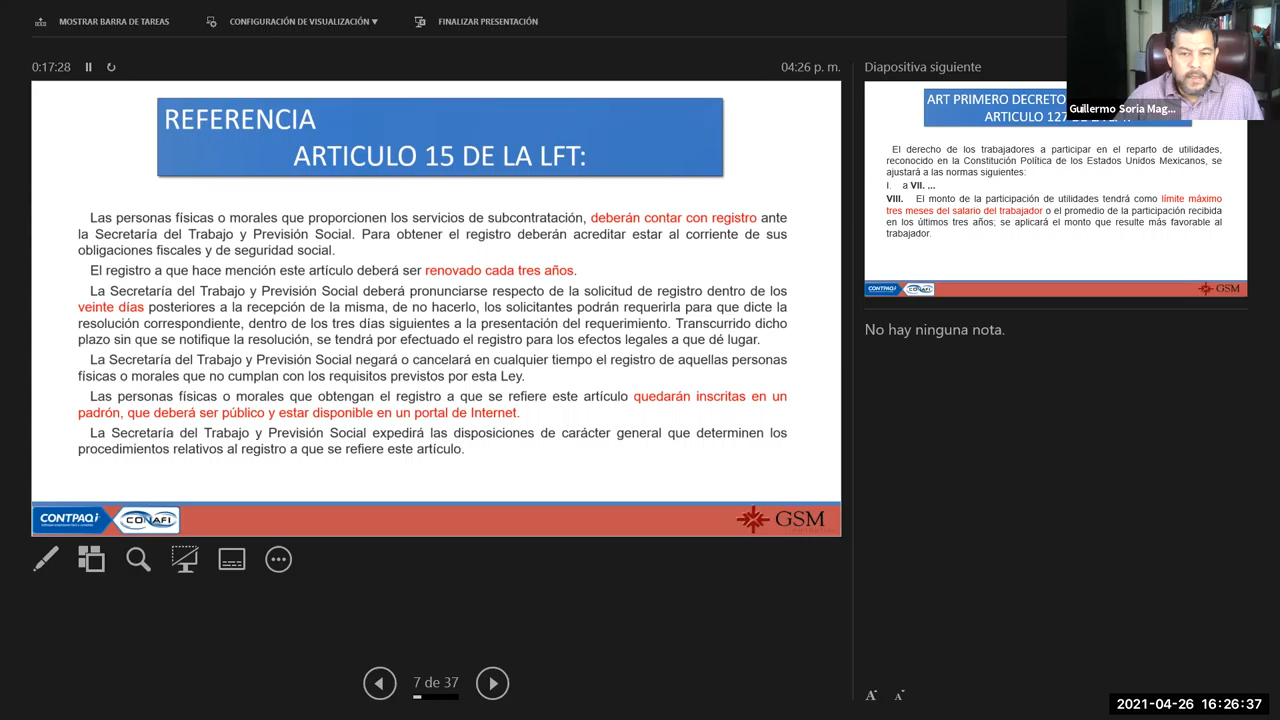 MOSTRAR BARRA DE TAREAS
CONFIGURACIÓN DE VISUALIZACIÓN ▼
FINALIZAR PRESENTACIÓN
0:17:28
04:26 p. m.
REFERENCIA
ARTICULO 15 DE LA LFT:
Las personas físicas o morales que proporcionen los servicios de subcontratación, deberán contar con registro ante
la Secretaría del Trabajo y Previsión Social. Para obtener el registro deberán acreditar estar al corriente de sus
obligaciones fiscales y de seguridad social.
El registro a que hace mención este artículo deberá ser renovado cada tres años.
La Secretaría del Trabajo y Previsión Social deberá pronunciarse respecto de la solicitud de registro dentro de los
veinte días posteriores a la recepción de la misma, de no hacerlo, los solicitantes podrán requerirla para que dicte la
resolución correspondiente, dentro de los tres días siguientes a la presentación del requerimiento. Transcurrido dicho
plazo sin que se notifique la resolución, se tendrá por efectuado el registro para los efectos legales a que dé lugar.
La Secretaría del Trabajo y Previsión Social negará o cancelará en cualquier tiempo el registro de aquellas personas
físicas o morales que no cumplan con los requisitos previstos por esta Ley.
Las personas físicas o morales que obtengan el registro a que se refiere este artículo quedarán inscritas en un
padrón, que deberá ser público y estar disponible en un portal de Internet.
La Secretaría del Trabajo y Previsión Social expedirá las disposiciones de carácter general que determinen los
procedimientos relativos al registro a que se refiere este artículo.
CONTPAQi
CONAFI
GSM
7 de 37
Diapositiva siguiente
ART PRIMERO DECRETO
ARTICULO 127
Guillermo Soria Mag...
El derecho de los trabajadores a participar en el reparto de utilidades,
reconocido en la Constitución Política de los Estados Unidos Mexicanos, se
ajustará a las normas siguientes:
I. a VII. ...
VIII. El monto de la participación de utilidades tendrá como límite máximo
tres meses del salario del trabajador o el promedio de la participación recibida
en los últimos tres años; se aplicará el monto que resulte más favorable al
trabajador.
CONTPAQi
CONAFI
GSM
No hay ninguna nota.
A A
2021-04-26 16:26:37